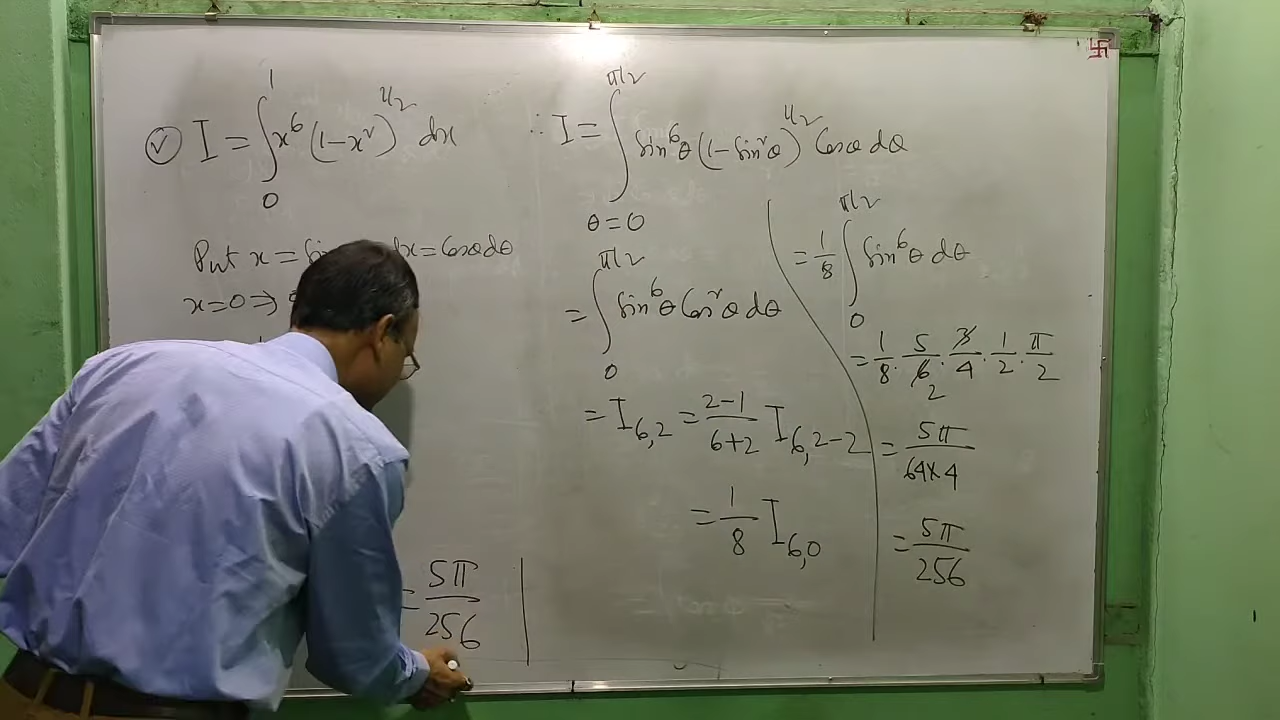 (v) I = ∫₀¹ x⁶ (1-x²)^(1/2) dx
Put x = dx = Cosθ dθ
x=0 ⇒
= 5π/256
∴ I = ∫_(θ=0)^(π/2) Sin⁶θ (1-Sin²θ)^(1/2) Cosθ dθ
= ∫₀^(π/2) Sin⁶θ Cos²θ dθ
= I_(6,2) = (2-1)/(6+2) I_(6,2-2)
= 1/8 I_(6,0)
= 1/8 ∫₀^(π/2) Sin⁶θ dθ
= 1/8 · 5/6 · 3/4 · 1/2 · π/2
2
= 5π/(64×4)
= 5π/256